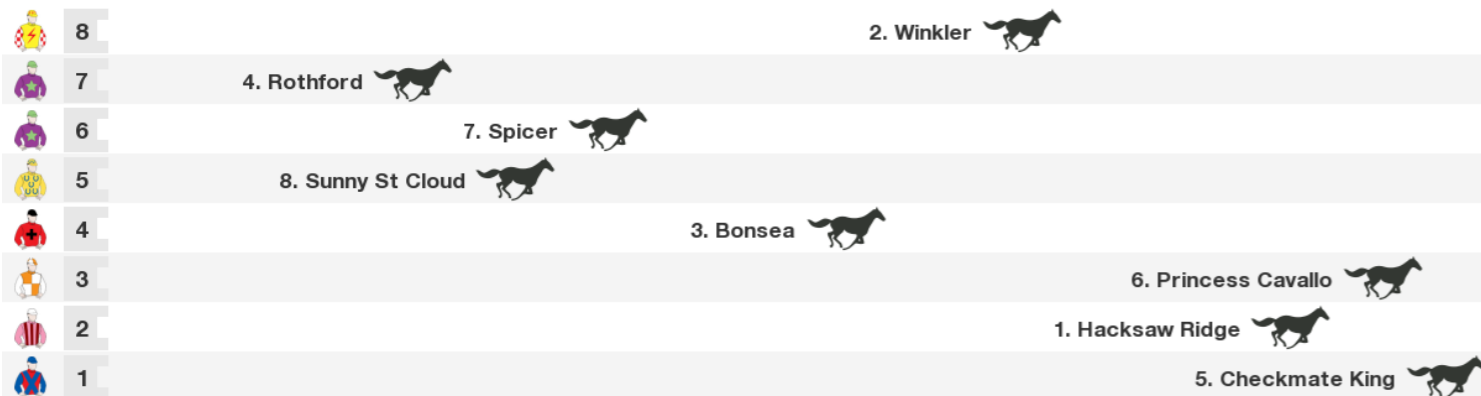 8 2. Winkler
7 4. Rothford
6 7. Spicer
5 8. Sunny St Cloud
4 3. Bonsea
3 6. Princess Cavallo
2 1. Hacksaw Ridge
1 5. Checkmate King